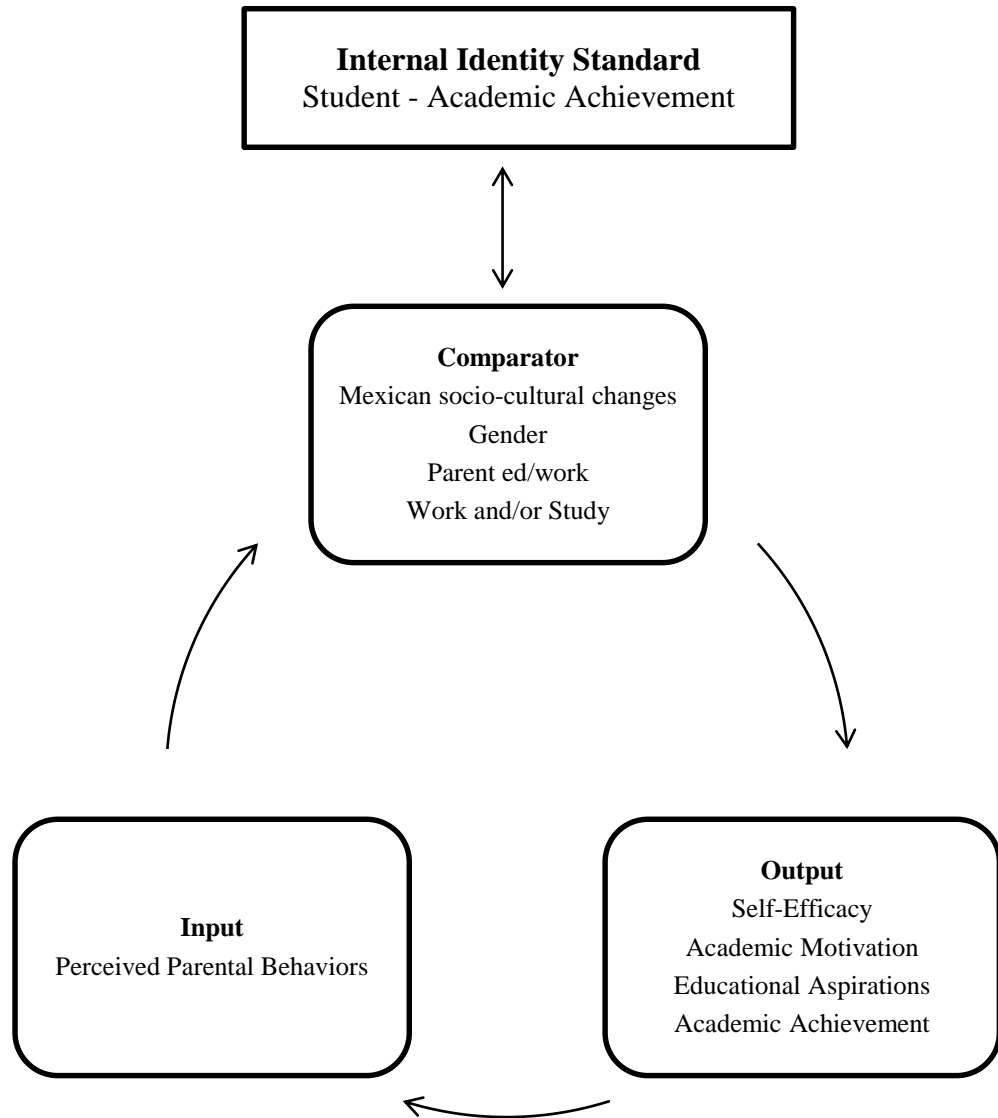 Internal Identity Standard
Student - Academic Achievement
Comparator
Mexican socio-cultural changes
Gender
Parent ed/work
Work and/or Study
Input
Perceived Parental Behaviors
Output
Self-Efficacy
Academic Motivation
Educational Aspirations
Academic Achievement